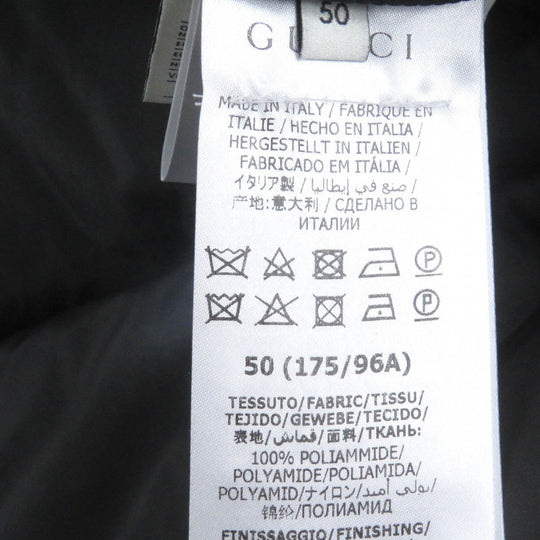 50
GUCCI
MADE IN ITALY / FABRIQUE EN
ITALIE / HECHO EN ITALIA /
HERGESTELLT IN ITALIEN /
FABRICADO EM ITÁLIA /
イタリア製 / صنع في إيطاليا /
产地:意大利 / СДЕЛАНО В
ИТАЛИИ
P
P
50 (175/96A)
TESSUTO/FABRIC/TISSU/
TEJIDO/GEWEBE/TECIDO/
表地/قماش/面料/ТКАНЬ:
100% POLIAMMIDE/
POLYAMIDE/POLIAMIDA/
POLYAMID/ナイロン/بولي أميد/
锦纶/ПОЛИАМИД
FINISSAGGIO/FINISHING/